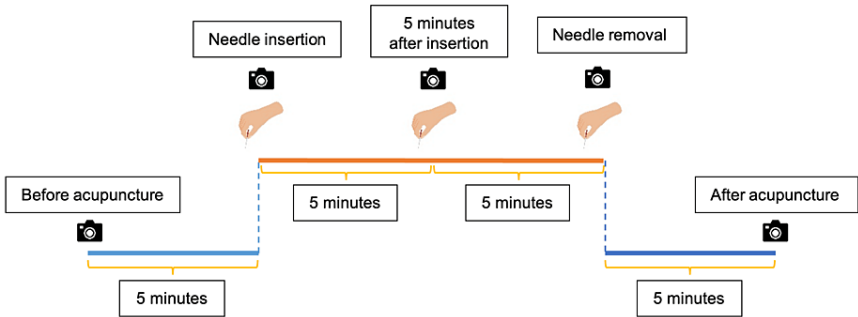 Needle insertion
5 minutes
after insertion
Needle removal
Before acupuncture
5 minutes
5 minutes
After acupuncture
5 minutes
5 minutes